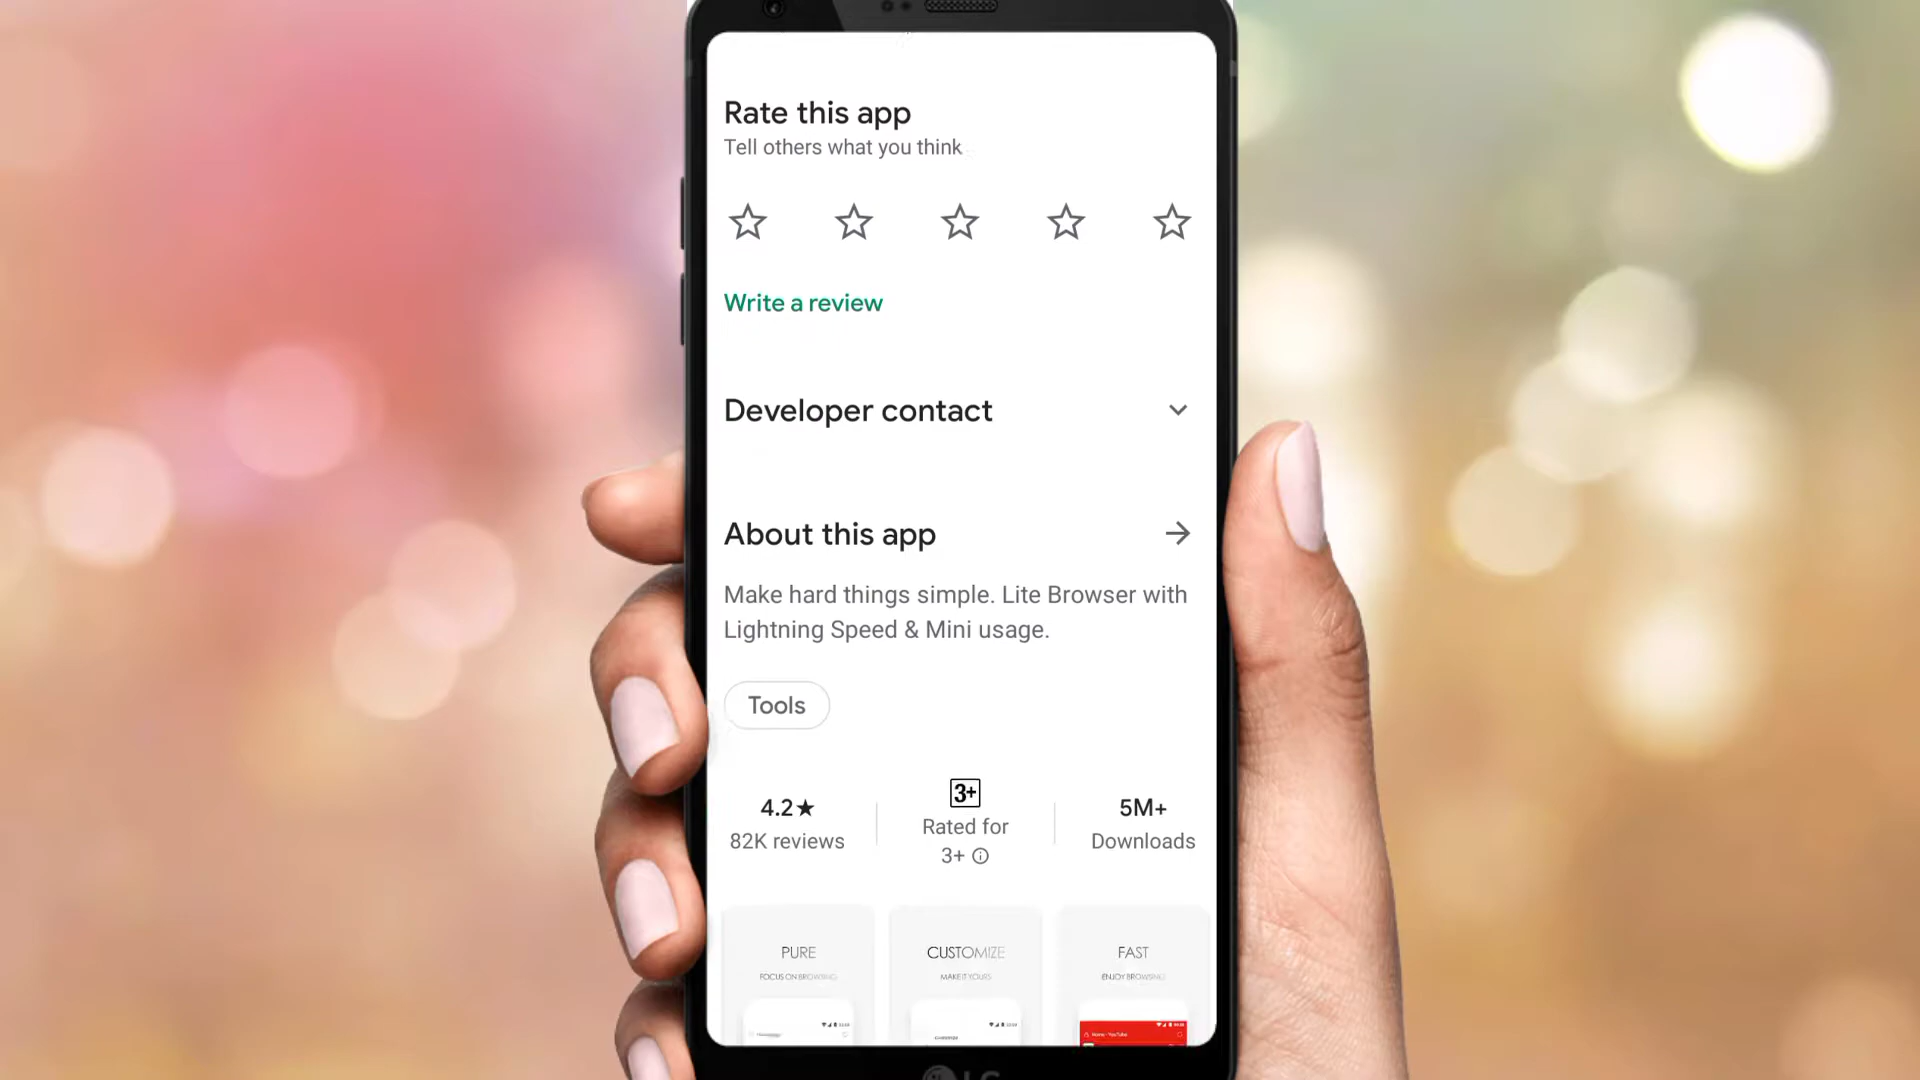 Rate this app
Tell others what you think
Write a review
Developer contact
About this app
Make hard things simple. Lite Browser with
Lightning Speed & Mini usage.
Tools
4.2★
82K reviews
3+
Rated for
3+
5M+
Downloads
PURE
FOCUS ON BROWSING
CUSTOMIZE
MAKE IT YOURS
FAST
ENJOY BROWSING
Home - YouTube
LG